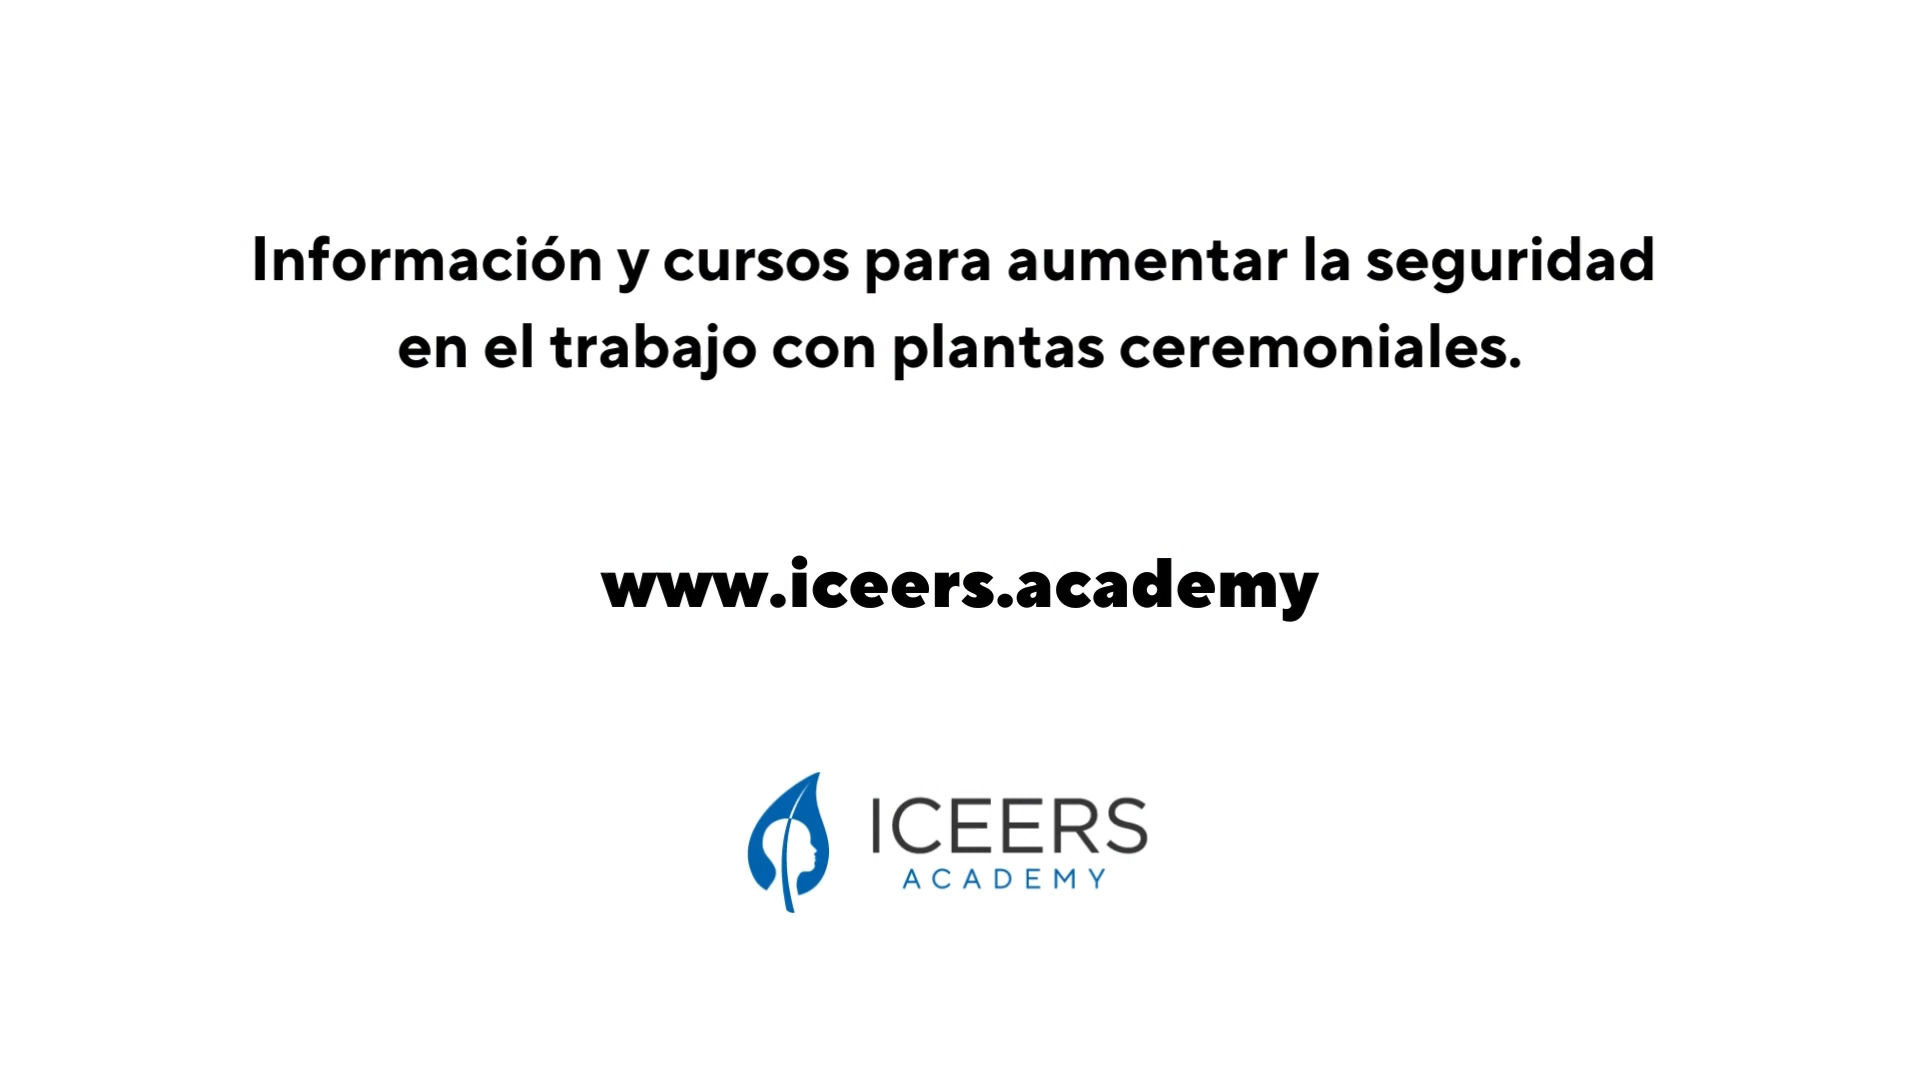 Información y cursos para aumentar la seguridad
en el trabajo con plantas ceremoniales.
www.iceers.academy
ICEERS
ACADEMY